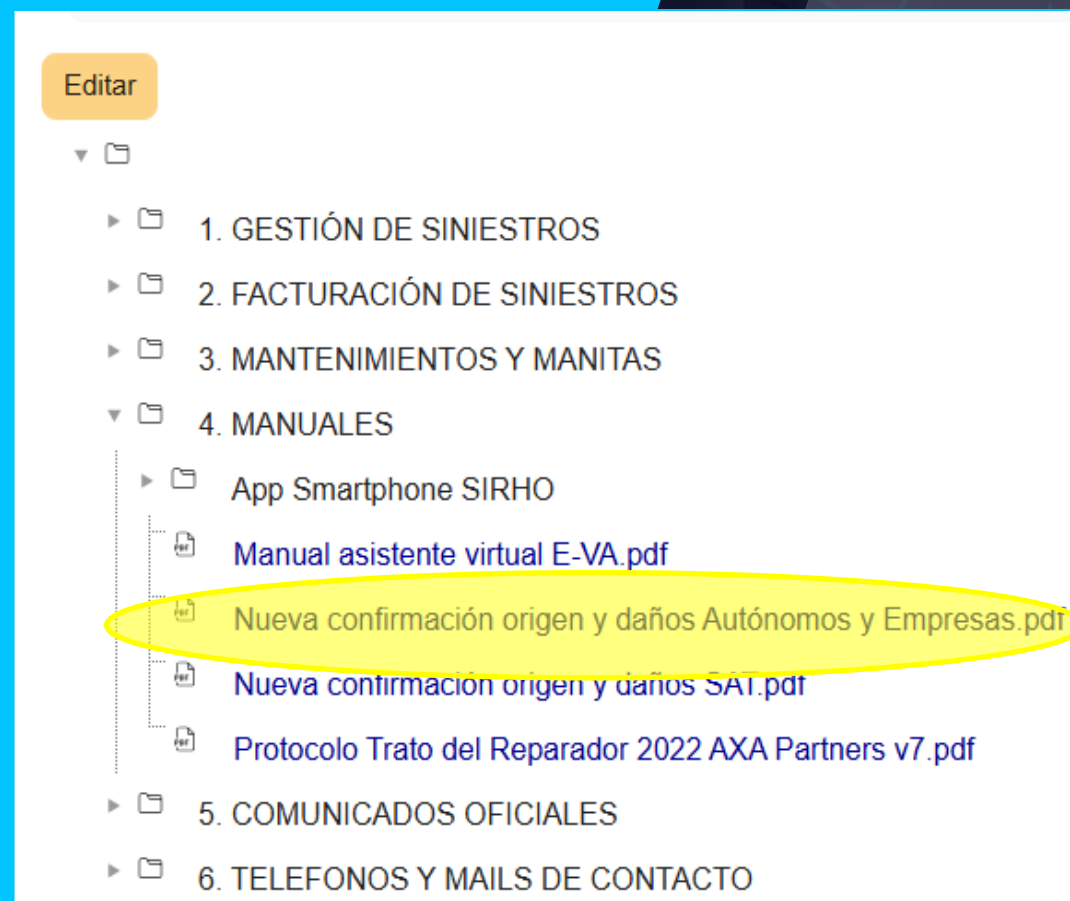 Editar
1. GESTIÓN DE SINIESTROS
2. FACTURACIÓN DE SINIESTROS
3. MANTENIMIENTOS Y MANITAS
4. MANUALES
App Smartphone SIRHO
Manual asistente virtual E-VA.pdf
Nueva confirmación origen y daños Autónomos y Empresas.pdf
Nueva confirmación origen y daños SAT.pdf
Protocolo Trato del Reparador 2022 AXA Partners v7.pdf
5. COMUNICADOS OFICIALES
6. TELEFONOS Y MAILS DE CONTACTO